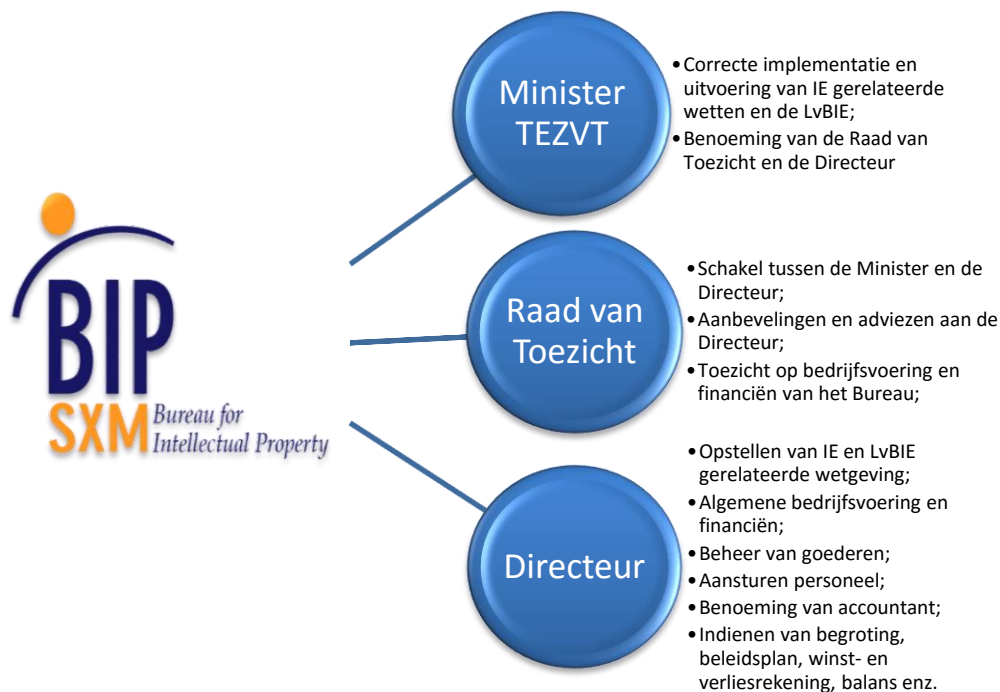 BIP
SXM Bureau for
Intellectual Property
Minister
TEZVT
•Correcte implementatie en
uitvoering van IE gerelateerde
wetten en de LvBIE;
•Benoeming van de Raad van
Toezicht en de Directeur
Raad van
Toezicht
•Schakel tussen de Minister en de
Directeur;
•Aanbevelingen en adviezen aan de
Directeur;
•Toezicht op bedrijfsvoering en
financiën van het Bureau;
Directeur
•Opstellen van IE en LvBIE
gerelateerde wetgeving;
•Algemene bedrijfsvoering en
financiën;
•Beheer van goederen;
•Aansturen personeel;
•Benoeming van accountant;
•Indienen van begroting,
beleidsplan, winst- en
verliesrekening, balans enz.